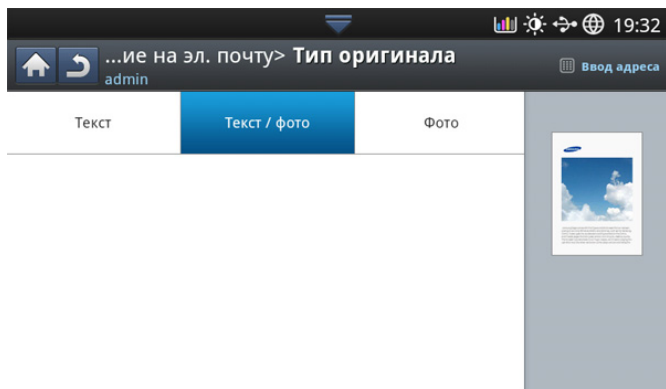 19:32
...ие на эл. почту> Тип оригинала
admin
Ввод адреса
Текст
Текст / фото
Фото